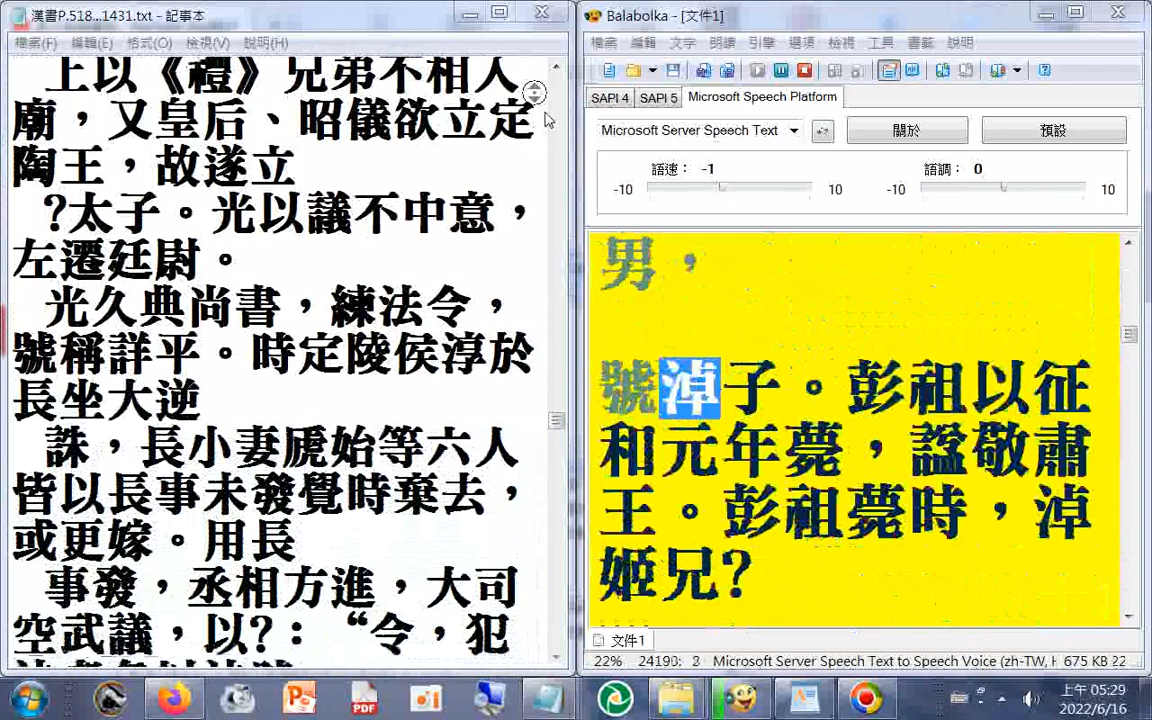 漢書P.518...1431.txt - 記事本
檔案(F) 編輯(E) 格式(O) 檢視(V) 說明(H)
上以《禮》兄弟不相入
廟，又皇后、昭儀欲立定
陶王，故遂立
?太子。光以議不中意，
左遷廷尉。
光久典尚書，練法令，
號稱詳平。時定陵侯淳於
長坐大逆
誅，長小妻虒始等六人
皆以長事未發覺時棄去，
或更嫁。用長
事發，丞相方進，大司
空武議，以?：“令，犯
Balabolka - [文件1]
檔案 編輯 文字 朗讀 引擎 選項 檢視 工具 書籤 說明
SAPI 4 SAPI 5 Microsoft Speech Platform
Microsoft Server Speech Text 關於 預設
語速： -1 語調： 0
-10 10 -10 10
男，
號淖子。彭祖以征
和元年薨，謚敬肅
王。彭祖薨時，淖
姬兄?
文件1
22% 24190: 3 Microsoft Server Speech Text to Speech Voice (zh-TW, H 675 KB 22
上午 05:29
2022/6/16